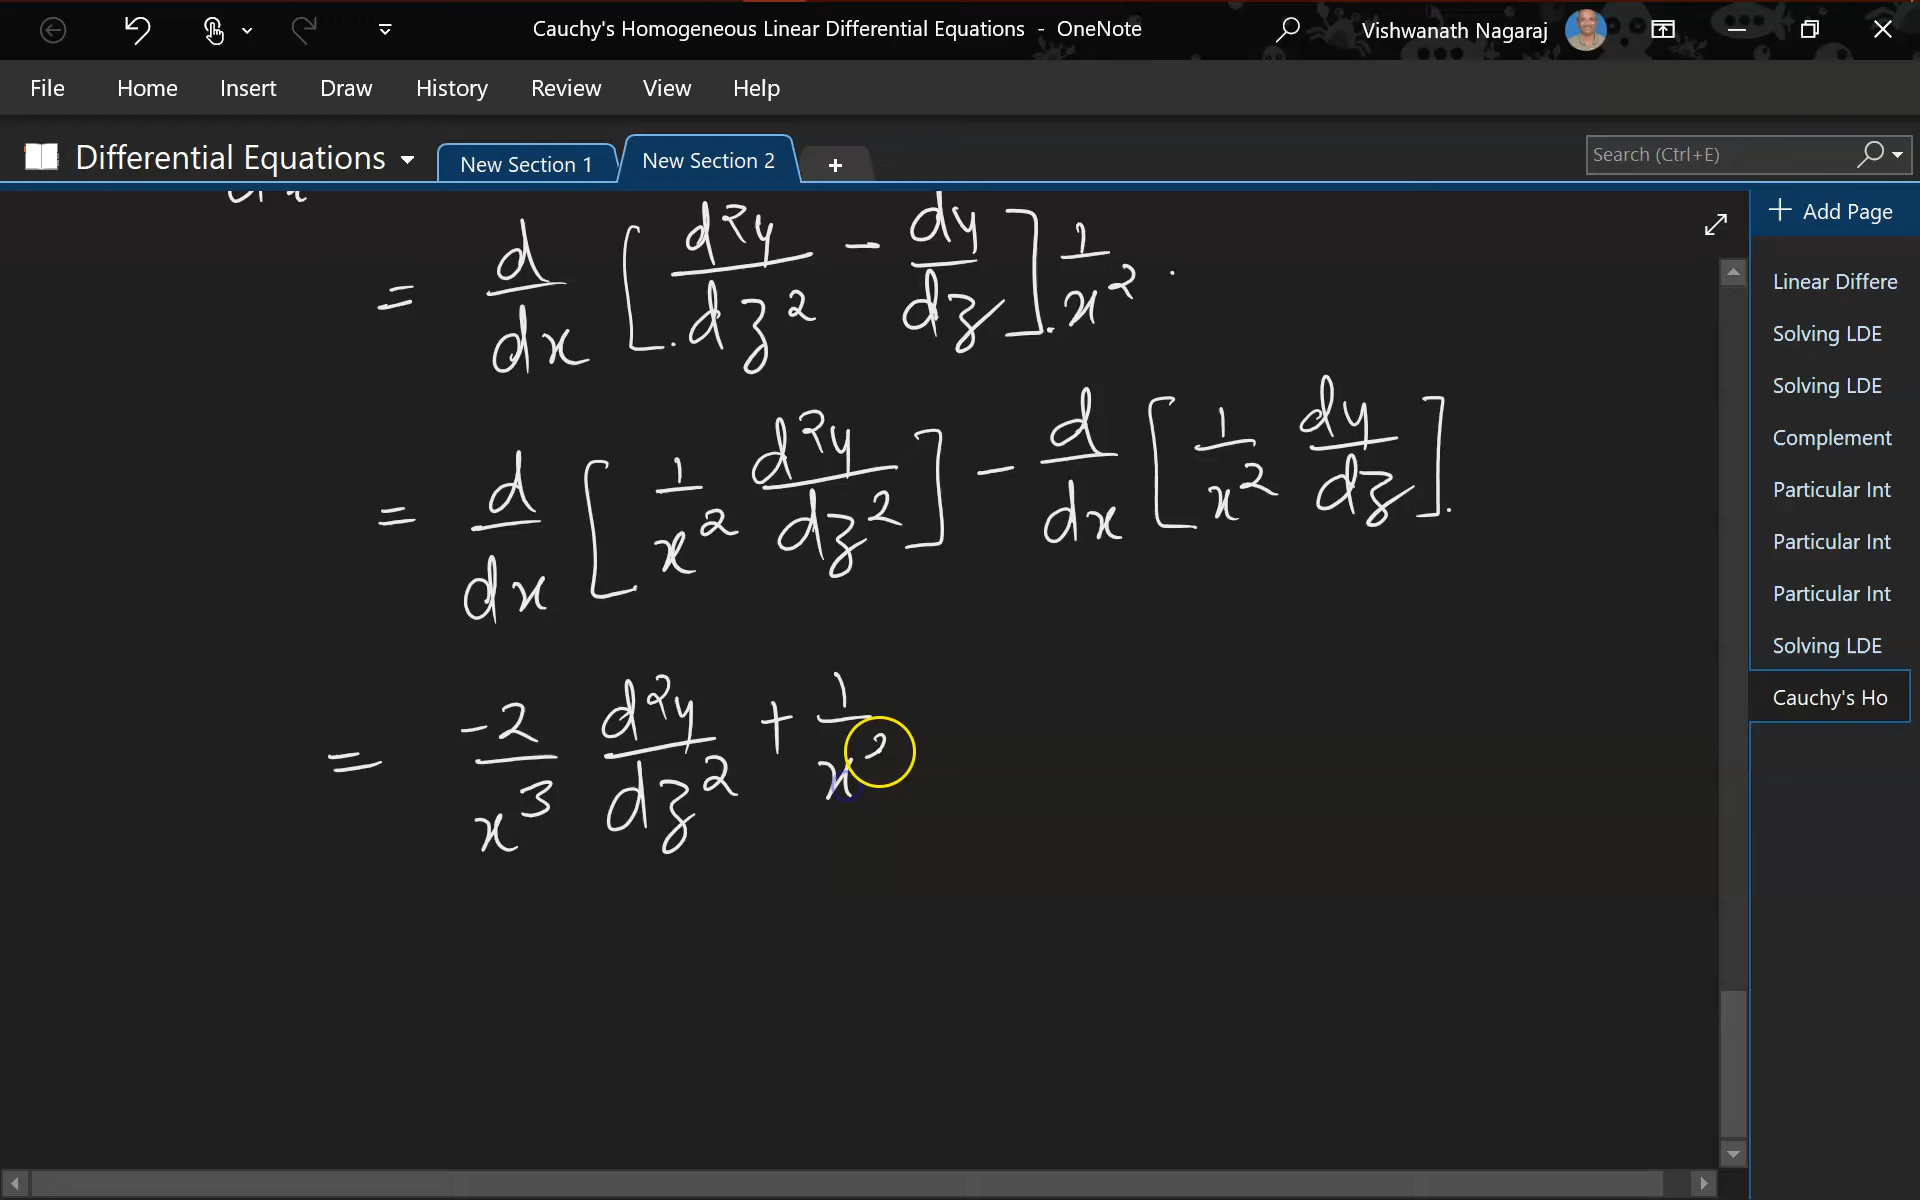 Cauchy's Homogeneous Linear Differential Equations - OneNote
Vishwanath Nagaraj
File Home Insert Draw History Review View Help
Differential Equations New Section 1 New Section 2 +
Search (Ctrl+E)
Add Page
Linear Differe
Solving LDE
Solving LDE
Complement
Particular Int
Particular Int
Particular Int
Solving LDE
Cauchy's Ho
= d/dx [d²y/dz² - dy/dz] . 1/x² .
= d/dx [1/x² d²y/dz²] - d/dx [1/x² dy/dz] .
= -2/x³ d²y/dz² + 1/x²